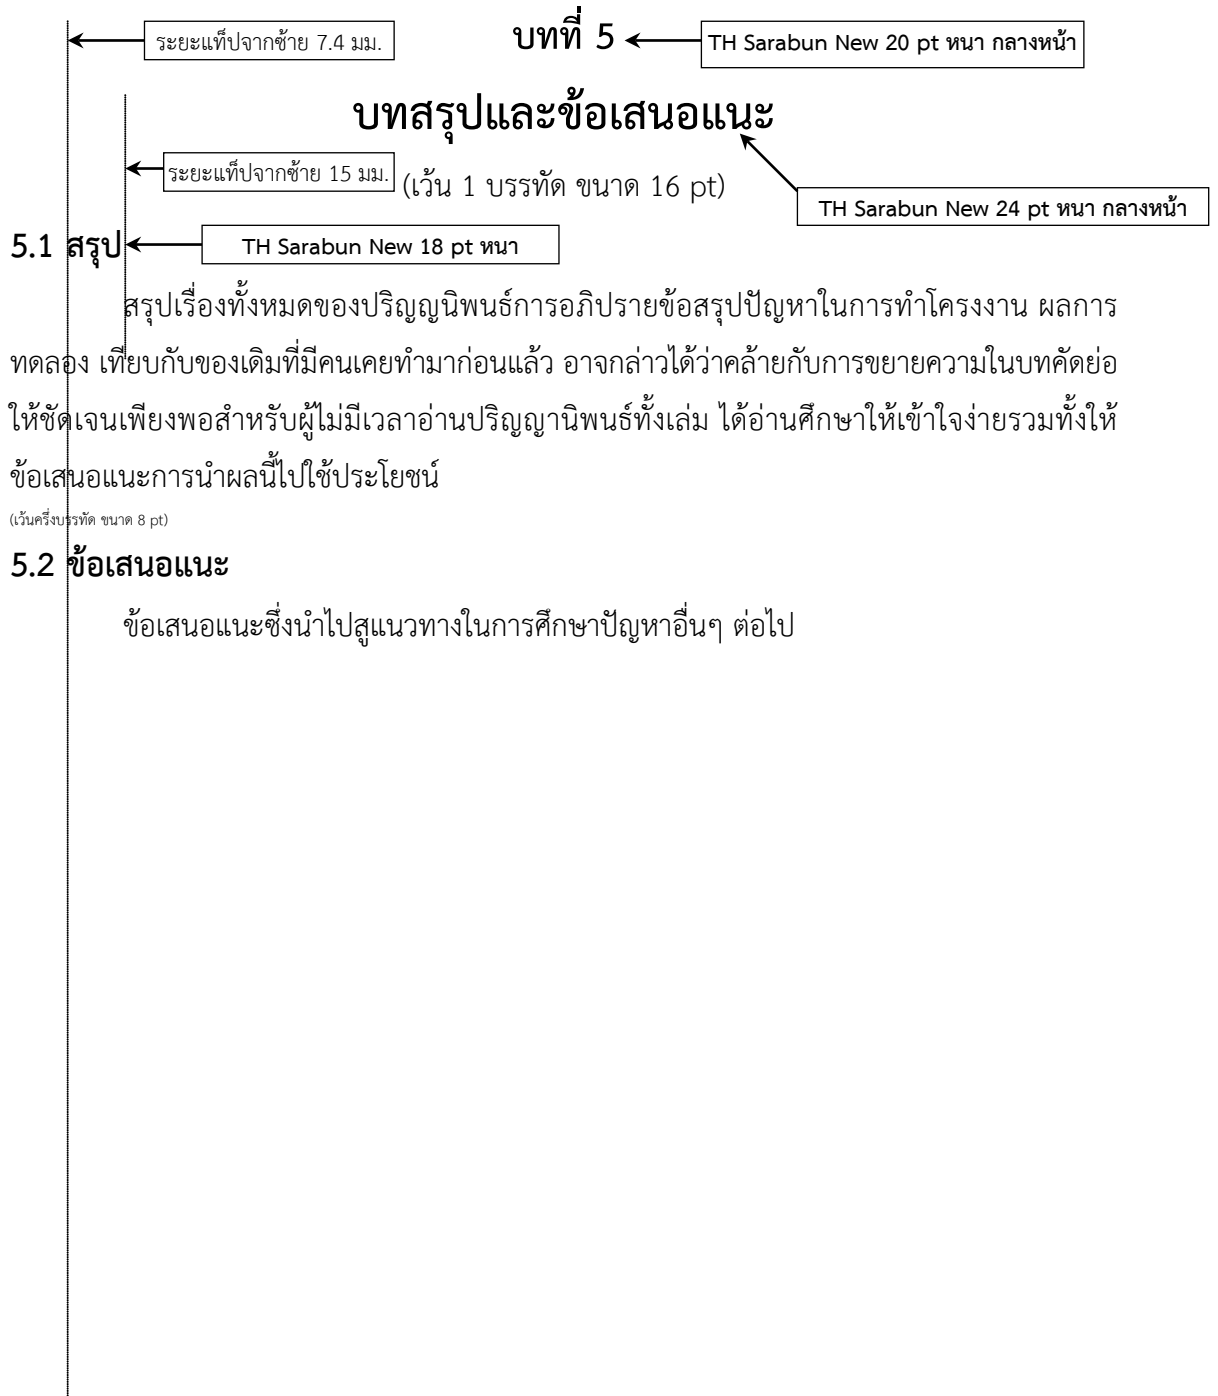 ระยะแท็ปจากซ้าย 7.4 มม.
บทที่ 5
TH Sarabun New 20 pt หนา กลางหน้า
บทสรุปและข้อเสนอแนะ
ระยะแท็ปจากซ้าย 15 มม.
(เว้น 1 บรรทัด ขนาด 16 pt)
TH Sarabun New 24 pt หนา กลางหน้า
5.1 สรุป
TH Sarabun New 18 pt หนา
สรุปเรื่องทั้งหมดของปริญญนิพนธ์การอภิปรายข้อสรุปปัญหาในการทำโครงงาน ผลการ
ทดลอง เทียบกับของเดิมที่มีคนเคยทำมาก่อนแล้ว อาจกล่าวได้ว่าคล้ายกับการขยายความในบทคัดย่อ
ให้ชัดเจนเพียงพอสำหรับผู้ไม่มีเวลาอ่านปริญญานิพนธ์ทั้งเล่ม ได้อ่านศึกษาให้เข้าใจง่ายรวมทั้งให้
ข้อเสนอแนะการนำผลนี้ไปใช้ประโยชน์
(เว้นครึ่งบรรทัด ขนาด 8 pt)
5.2 ข้อเสนอแนะ
ข้อเสนอแนะซึ่งนำไปสูแนวทางในการศึกษาปัญหาอื่นๆ ต่อไป